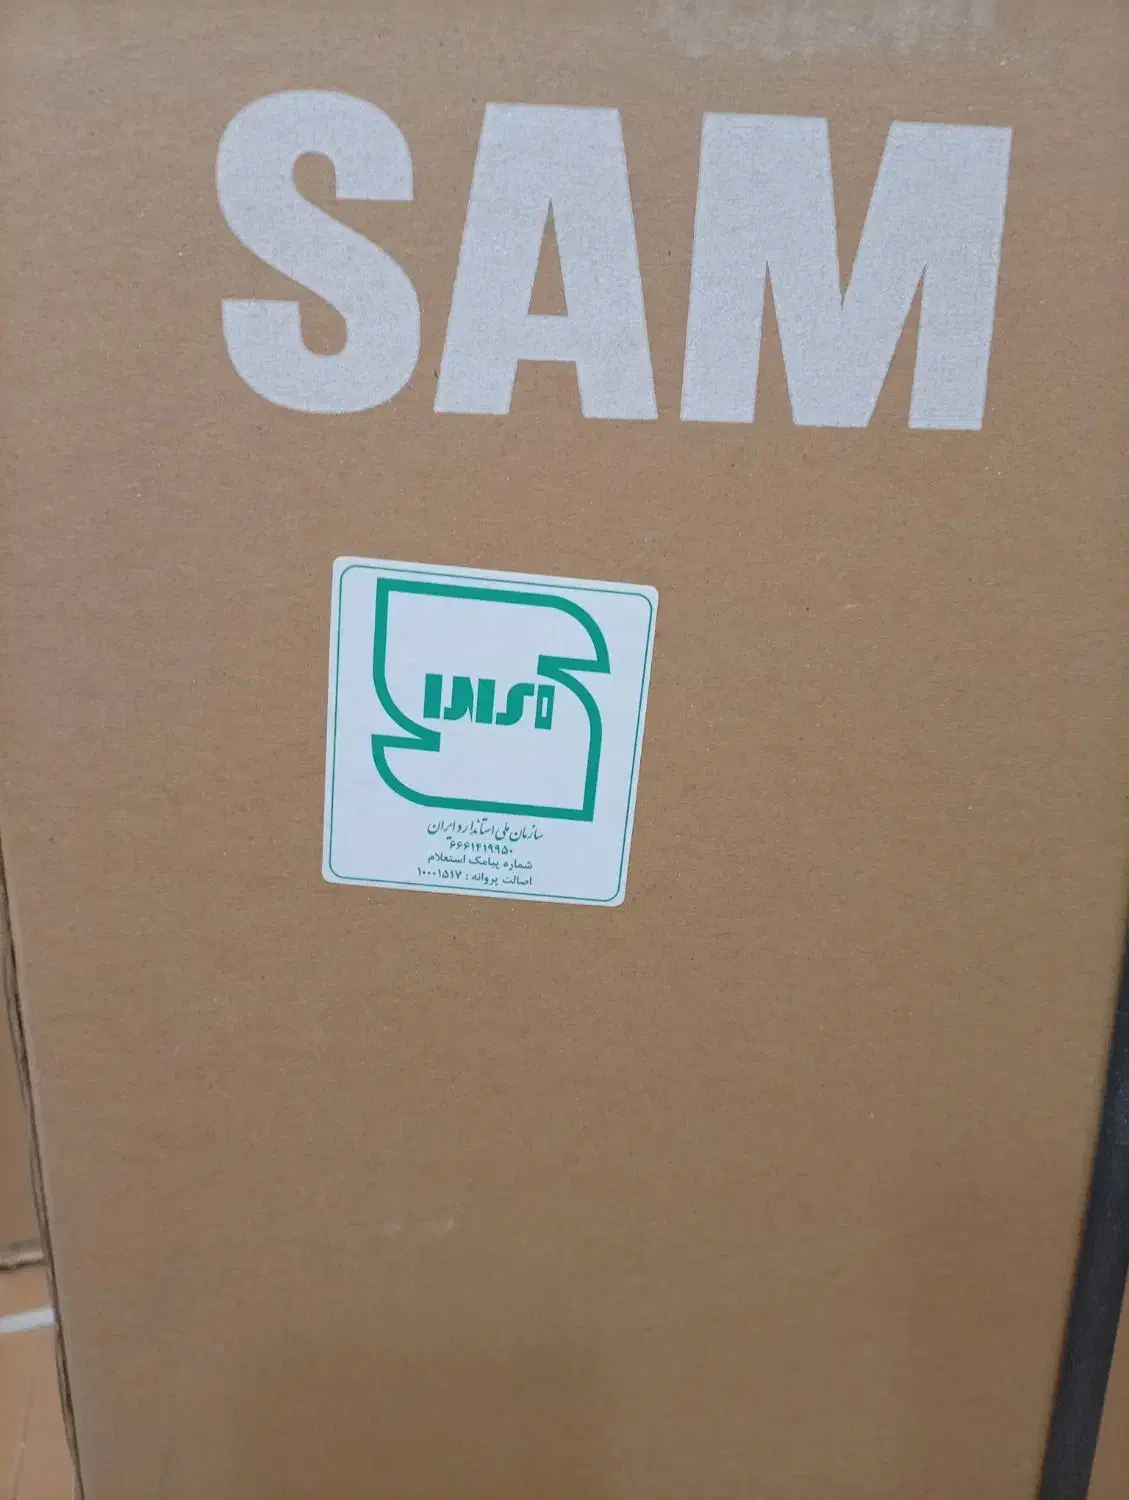 SAM
سازمان ملی استاندارد ایران
۶۶۶۱۴۱۹۹۵۰
شماره پیامک استعلام
اصالت پروانه : ۱۰۰۰۱۵۱۷